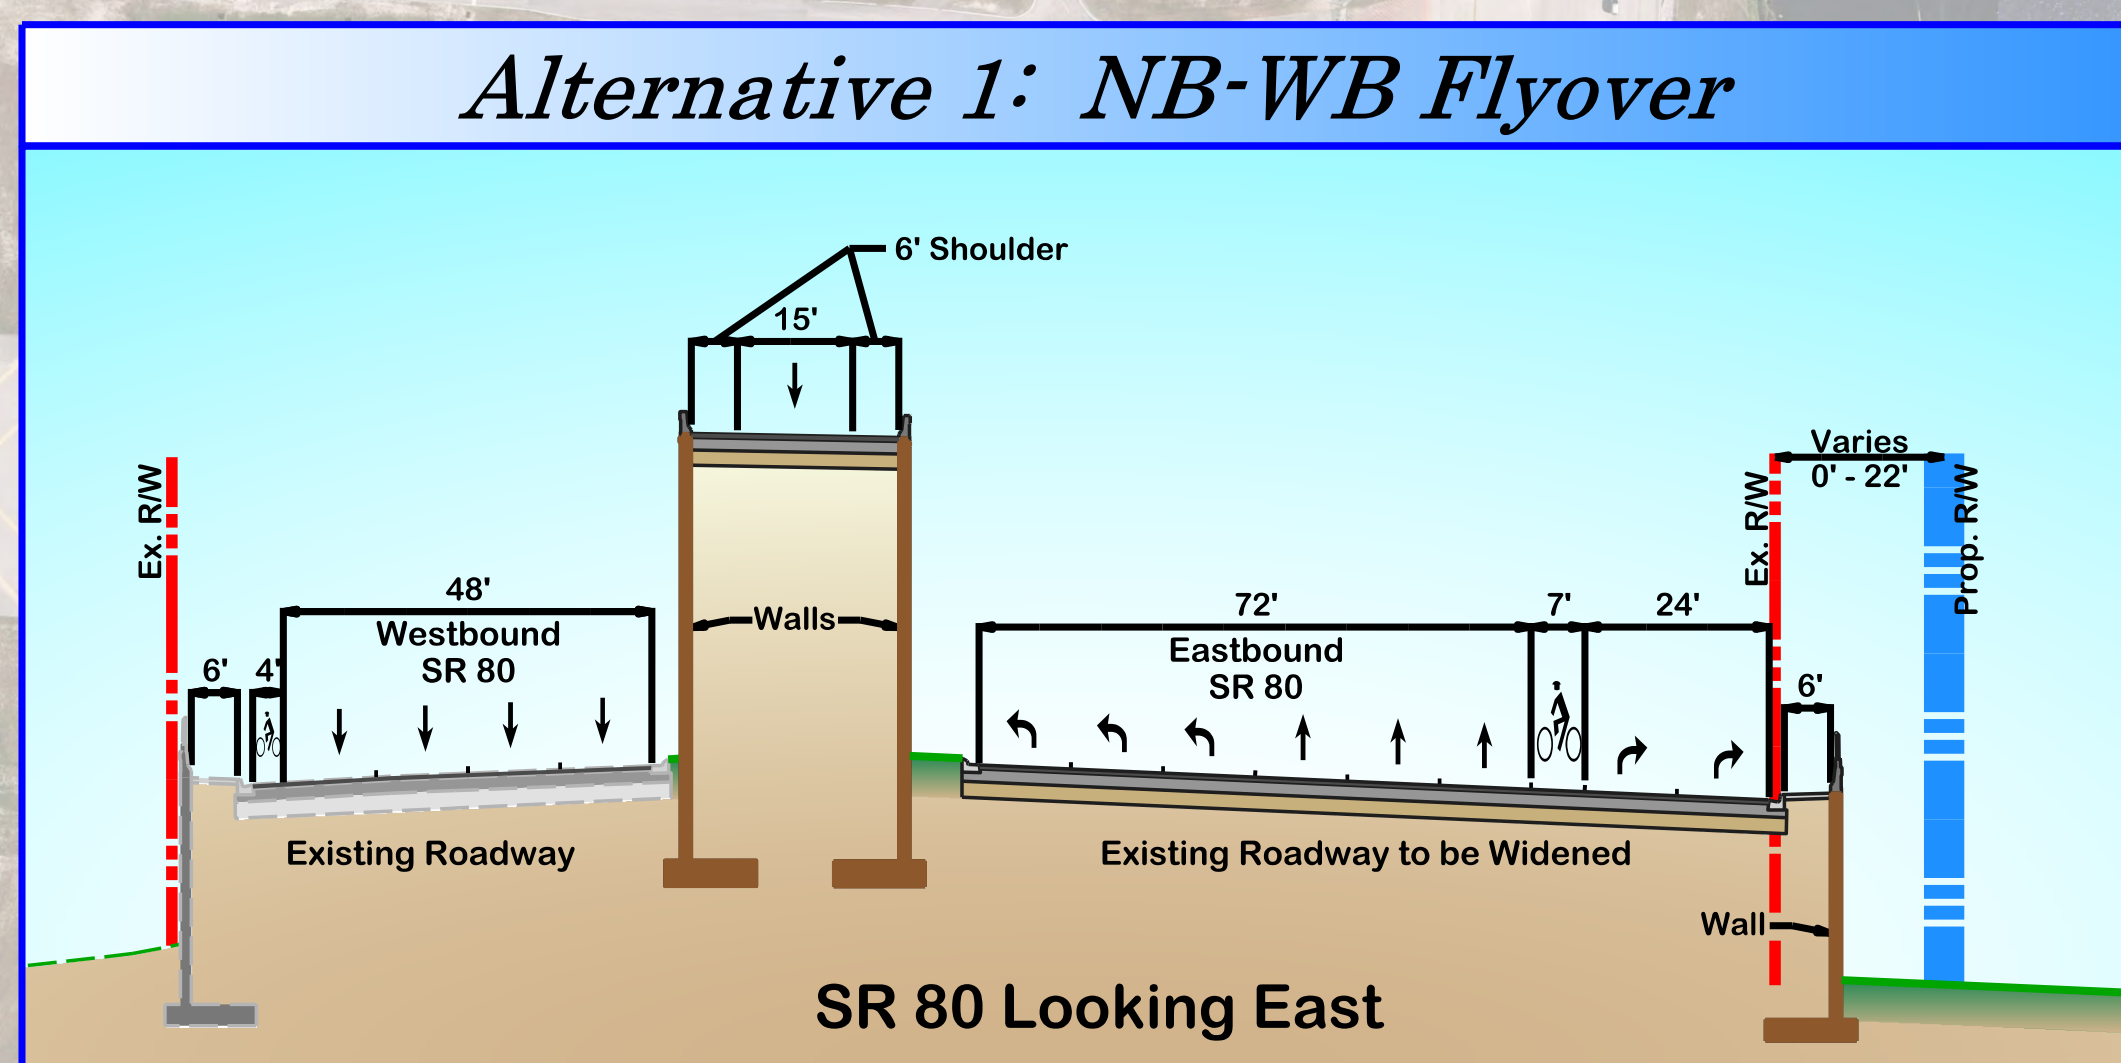 Alternative 1: NB-WB Flyover
6' Shoulder
15'
Ex. R/W
6'
4'
48'
Westbound
SR 80
Walls
72'
Eastbound
SR 80
7'
24'
Ex. R/W
Varies
0' - 22'
Prop. R/W
6'
Existing Roadway
Existing Roadway to be Widened
Wall
SR 80 Looking East